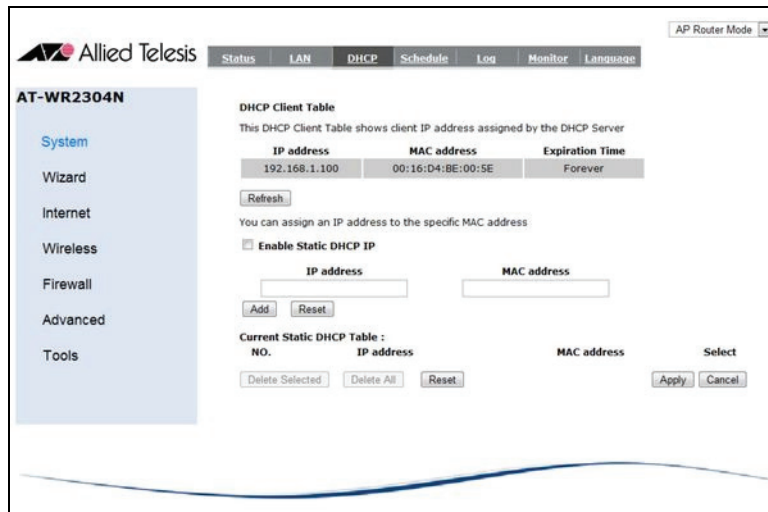 AP Router Mode
Allied Telesis
Status LAN DHCP Schedule Log Monitor Language
AT-WR2304N
System
Wizard
Internet
Wireless
Firewall
Advanced
Tools
DHCP Client Table
This DHCP Client Table shows client IP address assigned by the DHCP Server
IP address MAC address Expiration Time
192.168.1.100 00:16:D4:BE:00:5E Forever
Refresh
You can assign an IP address to the specific MAC address
Enable Static DHCP IP
IP address MAC address
Add Reset
Current Static DHCP Table :
NO. IP address MAC address Select
Delete Selected Delete All Reset Apply Cancel